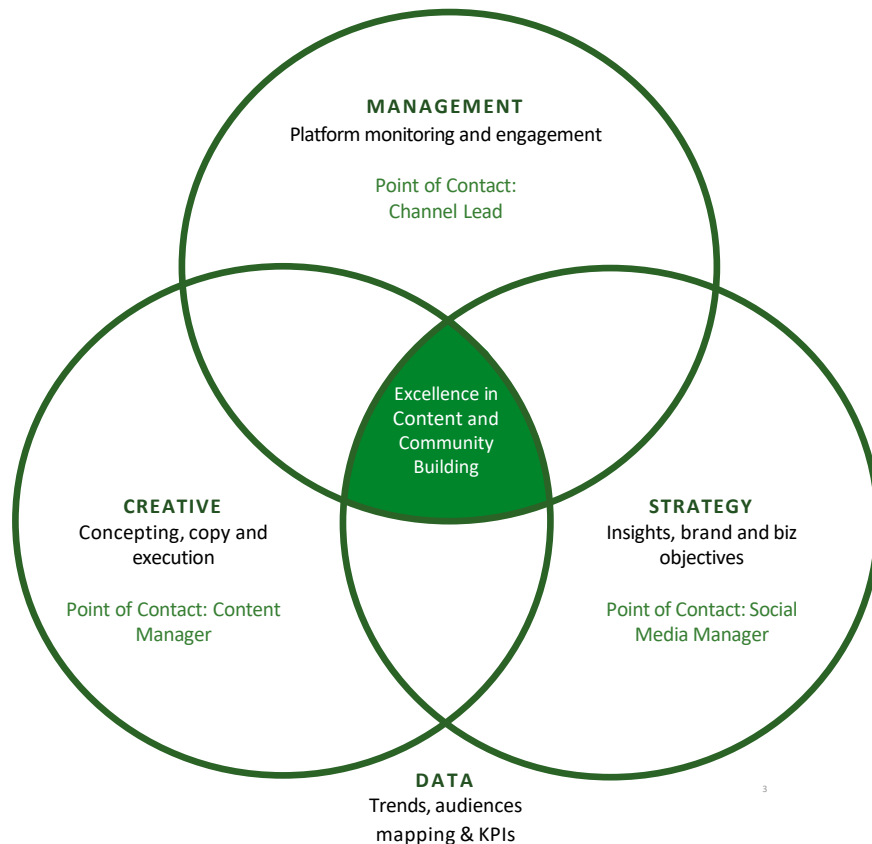 MANAGEMENT
Platform monitoring and engagement
Point of Contact:
Channel Lead
Excellence in
Content and
Community
Building
CREATIVE
Concepting, copy and
execution
Point of Contact: Content
Manager
STRATEGY
Insights, brand and biz
objectives
Point of Contact: Social
Media Manager
DATA
Trends, audiences
mapping & KPIs
3